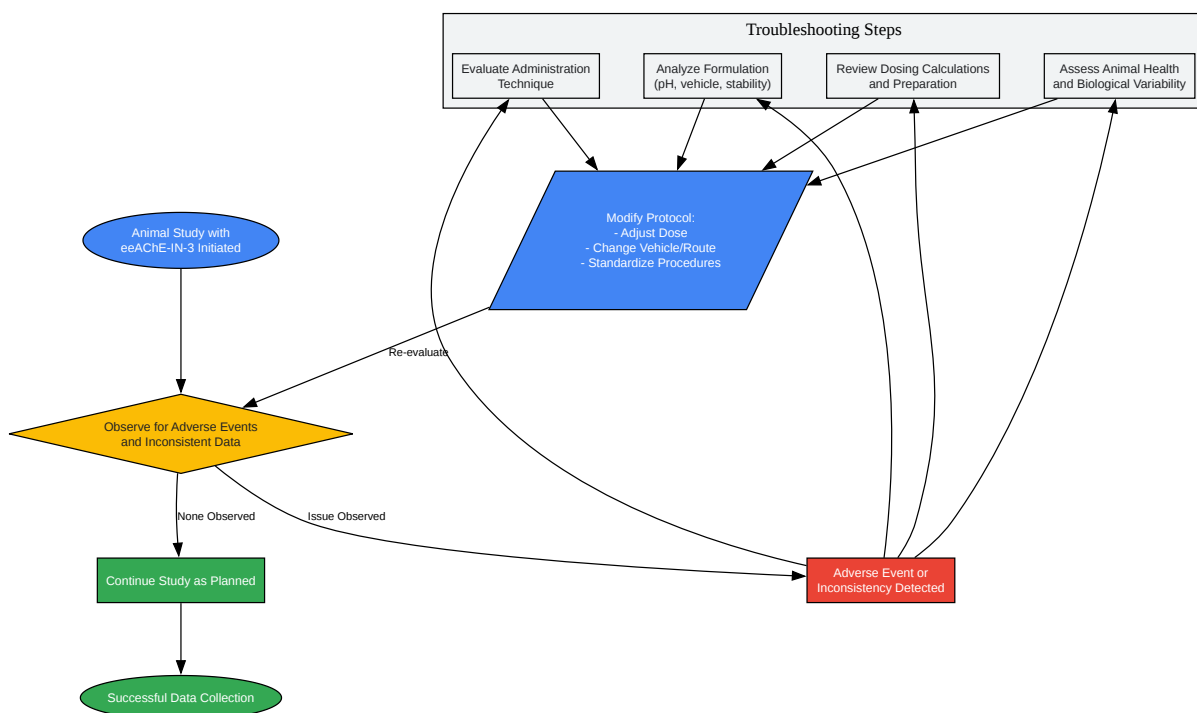 Troubleshooting Steps
Evaluate Administration
Technique
Analyze Formulation
(pH, vehicle, stability)
Review Dosing Calculations
and Preparation
Assess Animal Health
and Biological Variability
Modify Protocol:
- Adjust Dose
- Change Vehicle/Route
- Standardize Procedures
Animal Study with
eeAChE-IN-3 Initiated
Re-evaluate
Observe for Adverse Events
and Inconsistent Data
None Observed
Issue Observed
Continue Study as Planned
Adverse Event or
Inconsistency Detected
Successful Data Collection